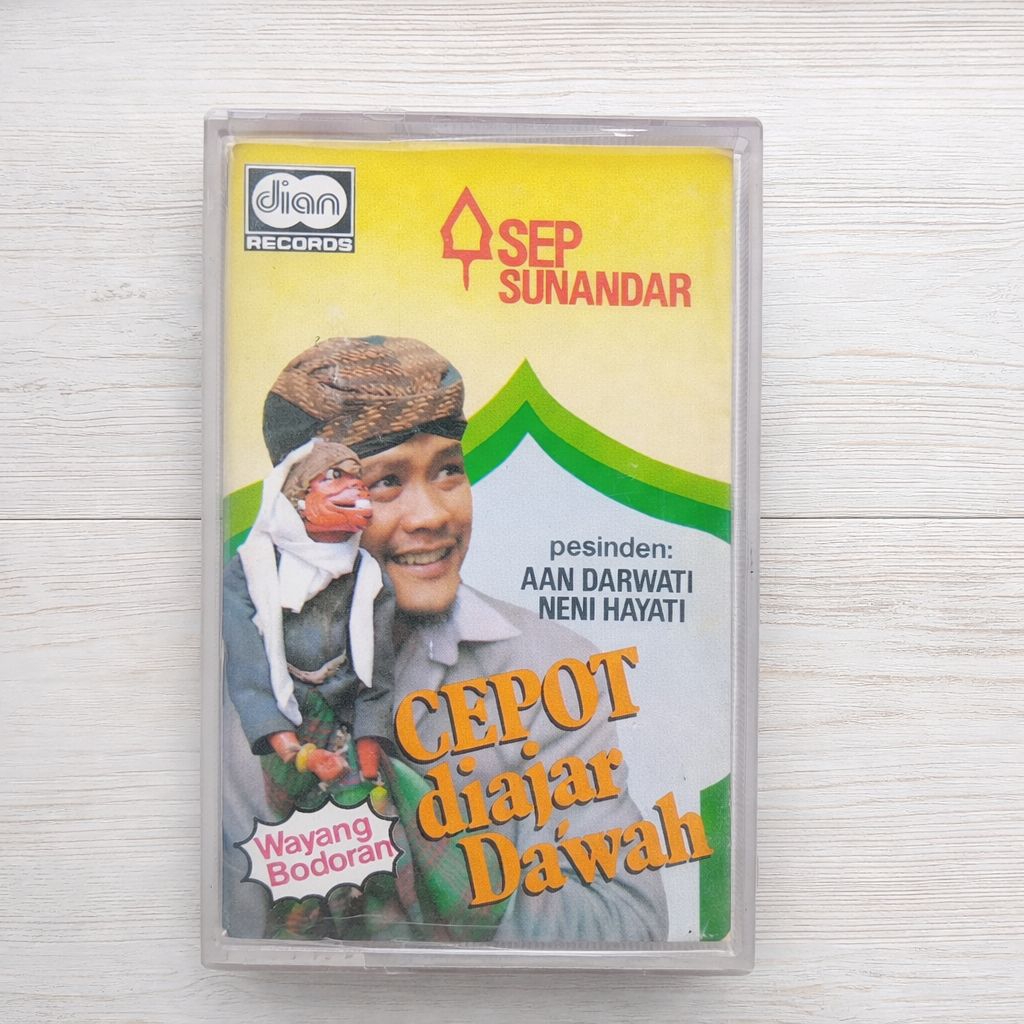 dian
RECORDS
ASEP
SUNANDAR
pesinden:
AAN DARWATI
NENI HAYATI
CEPOT
diajar
Da'wah
Wayang
Bodoran